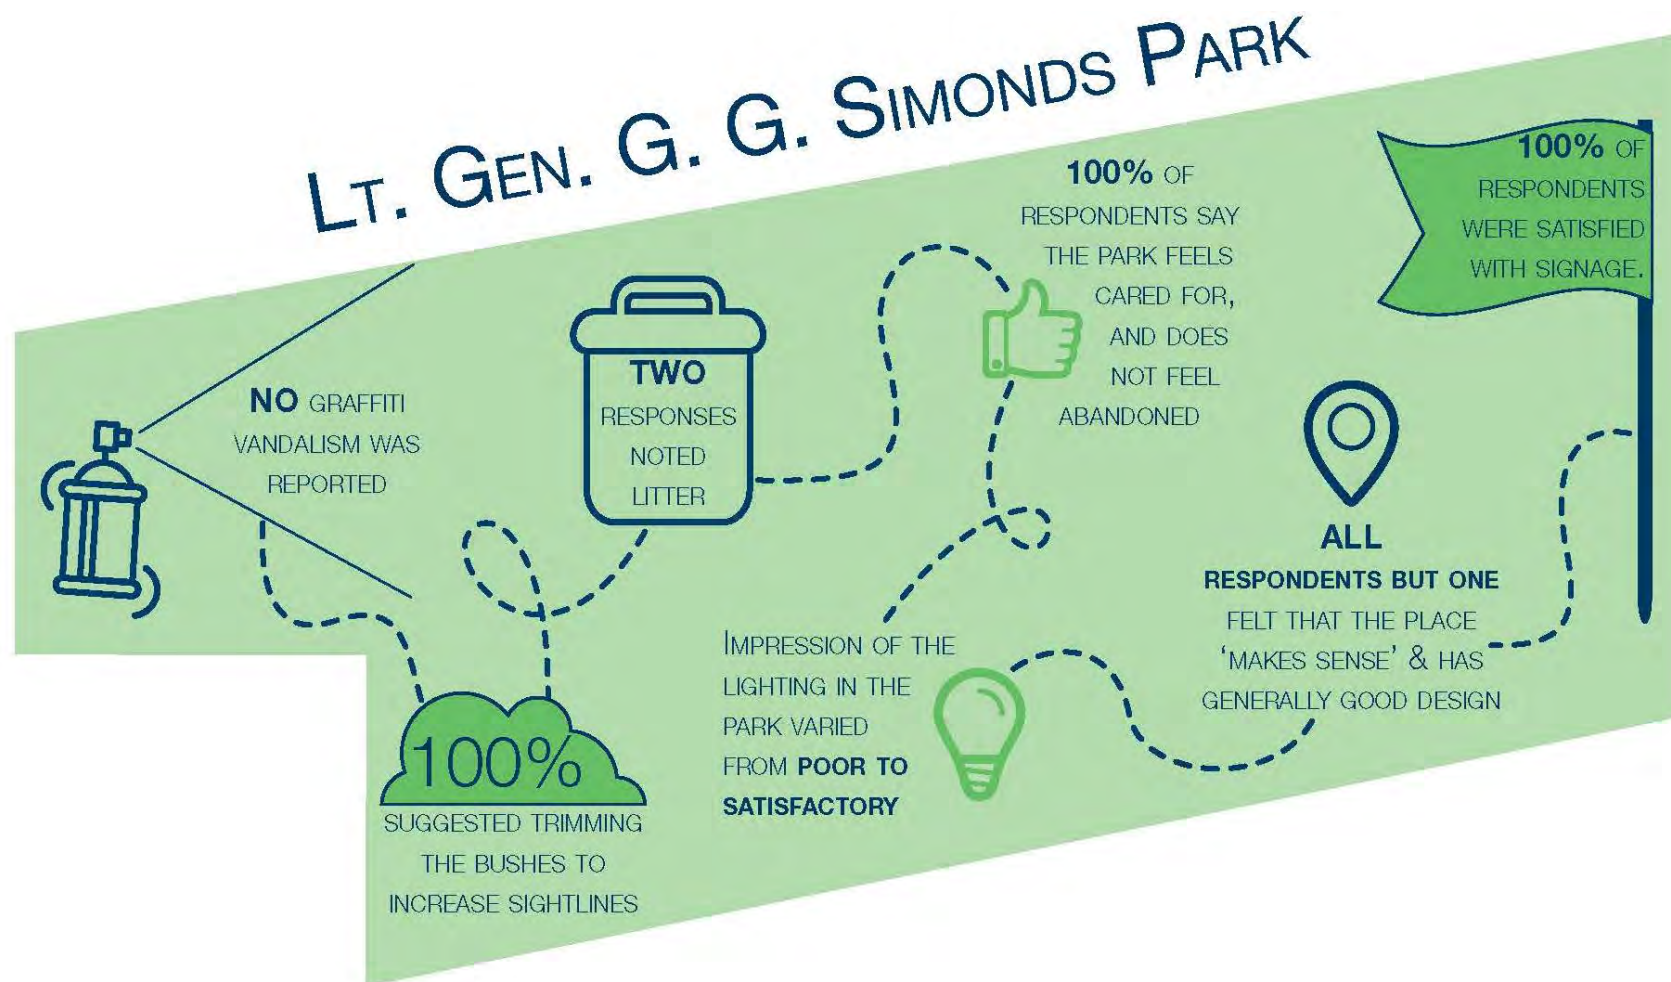 LT. GEN. G. G. SIMONDS PARK
NO GRAFFITI
VANDALISM WAS
REPORTED
100%
SUGGESTED TRIMMING
THE BUSHES TO
INCREASE SIGHTLINES
TWO
RESPONSES
NOTED
LITTER
100% OF
RESPONDENTS SAY
THE PARK FEELS
CARED FOR,
AND DOES
NOT FEEL
ABANDONED
IMPRESSION OF THE
LIGHTING IN THE
PARK VARIED
FROM POOR TO
SATISFACTORY
ALL
RESPONDENTS BUT ONE
FELT THAT THE PLACE
‘MAKES SENSE’ & HAS
GENERALLY GOOD DESIGN
100% OF
RESPONDENTS
WERE SATISFIED
WITH SIGNAGE.